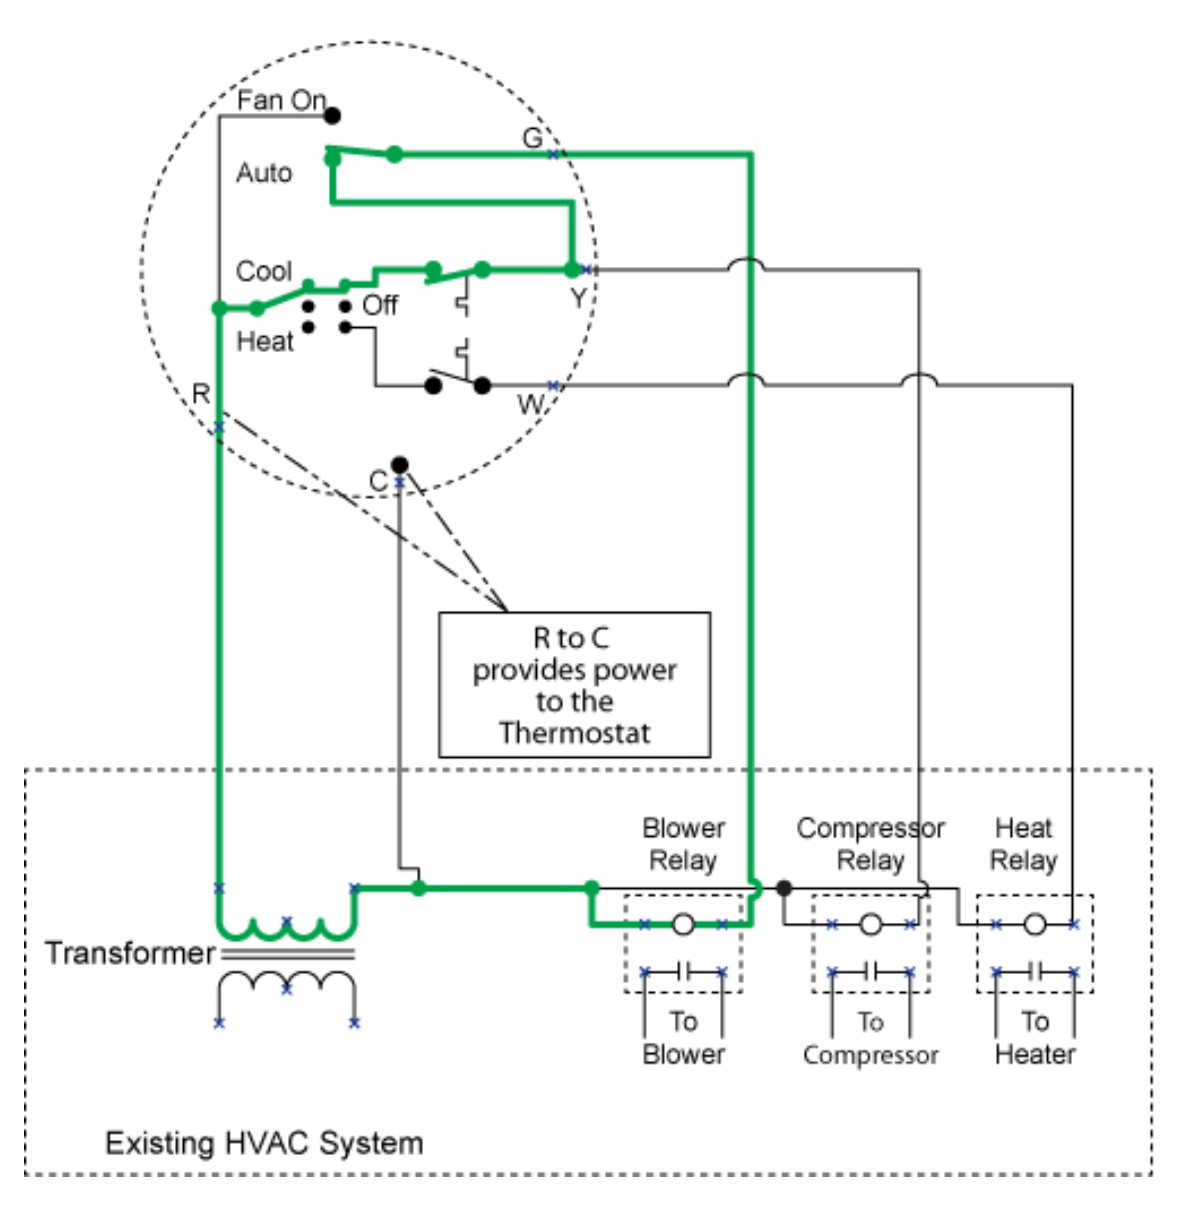 Fan On
G
Auto
Cool
Off
Y
Heat
R
W
C
R to C
provides power
to the
Thermostat
Blower
Relay
Compressor
Relay
Heat
Relay
Transformer
To
Blower
To
Compressor
To
Heater
Existing HVAC System